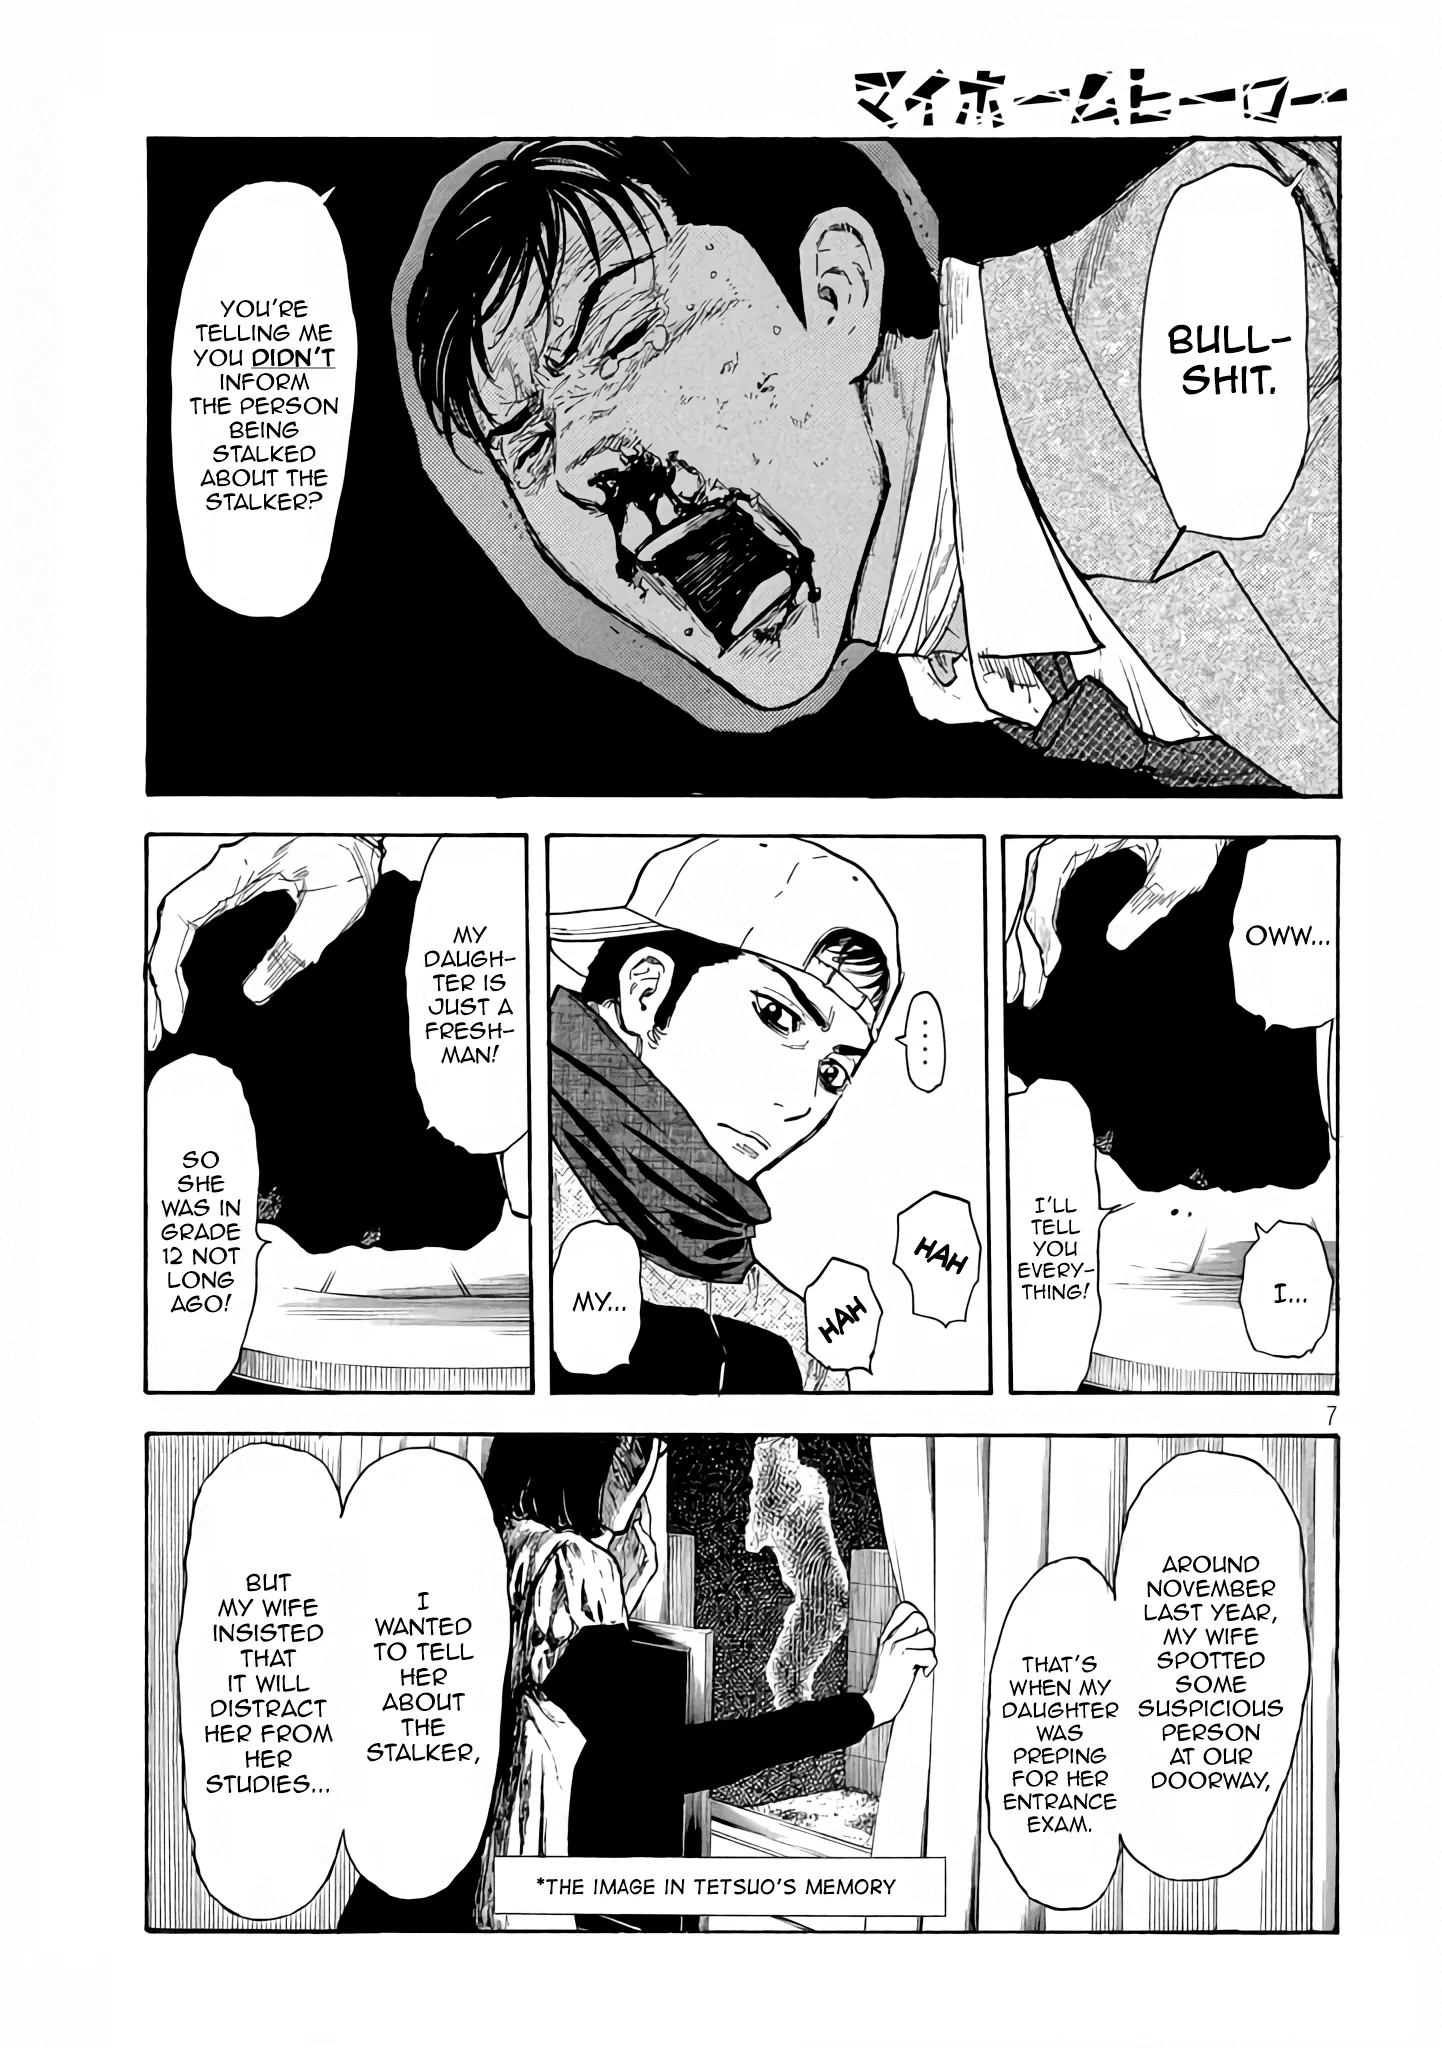 マイホームヒーロー
BULL-
SHIT.
YOU'RE
TELLING ME
YOU DIDN'T
INFORM
THE PERSON
BEING
STALKED
ABOUT THE
STALKER?
OWW...
I...
I'LL
TELL
YOU
EVERY-
THING!
....
HAH
HAH
MY...
MY
DAUGH-
TER IS
JUST A
FRESH-
MAN!
SO
SHE
WAS IN
GRADE
12 NOT
LONG
AGO!
7
AROUND
NOVEMBER
LAST YEAR,
MY WIFE
SPOTTED
SOME
SUSPICIOUS
PERSON
AT OUR
DOORWAY,
THAT'S
WHEN MY
DAUGHTER
WAS
PREPING
FOR HER
ENTRANCE
EXAM.
I
WANTED
TO TELL
HER
ABOUT
THE
STALKER,
BUT
MY WIFE
INSISTED
THAT
IT WILL
DISTRACT
HER FROM
HER
STUDIES...
*THE IMAGE IN TETSUO'S MEMORY